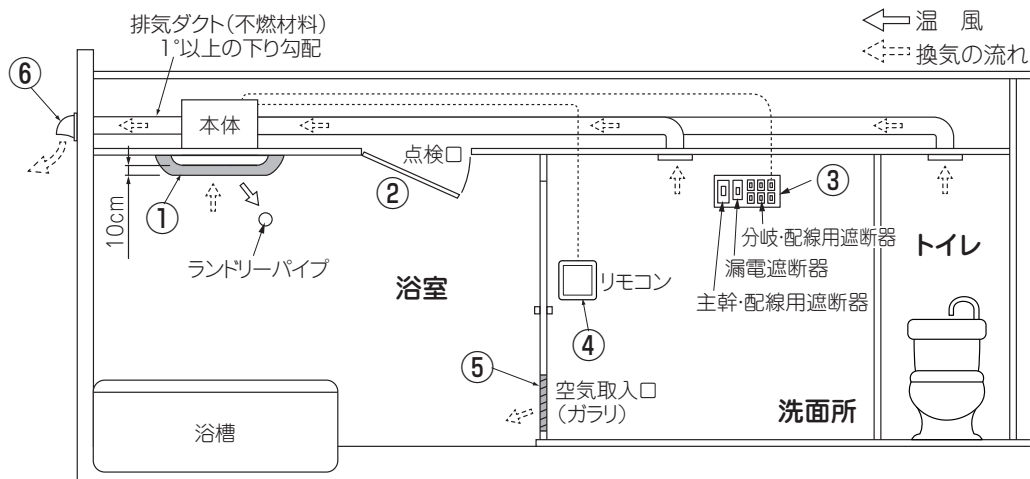 排気ダクト(不燃材料)
1°以上の下り勾配
温 風
換気の流れ
⑥
本体
点検口
②
①
10cm
ランドリーパイプ
浴室
③
分岐・配線用遮断器
漏電遮断器
主幹・配線用遮断器
リモコン
④
トイレ
⑤
空気取入口
(ガラリ)
洗面所
浴槽